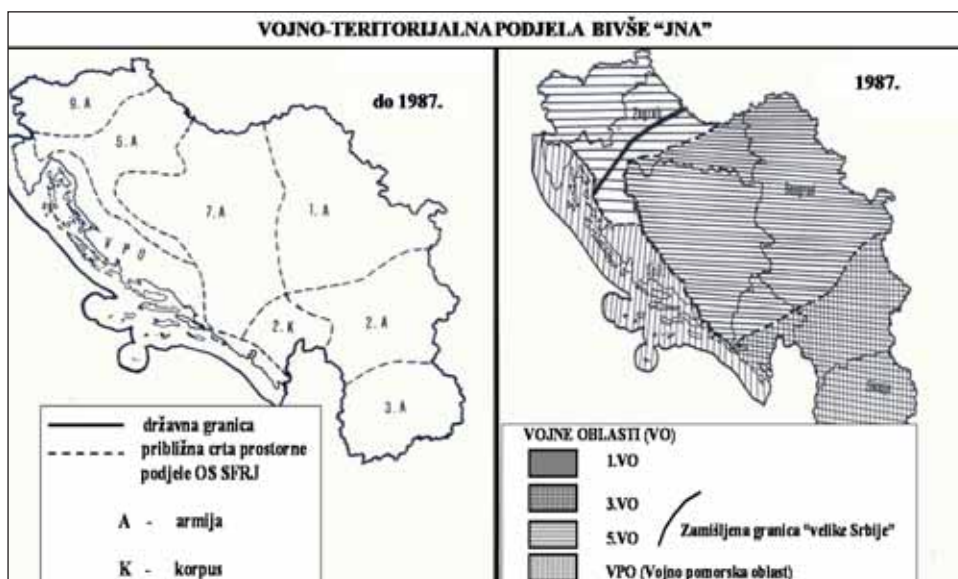 VOJNO-TERITORIJALNA PODJELA BIVŠE “JNA”
do 1987.
9. A
5. A
7. A
1. A
V P O
2. K
2. A
3. A
državna granica
približna crta prostorne
podjele OS SFRJ
A - armija
K - korpus
1987.
Zagreb
Beograd
VOJNE OBLASTI (VO)
1.VO
3.VO
5.VO
Zamišljena granica “velike Srbije”
VPO (Vojno pomorska oblast)